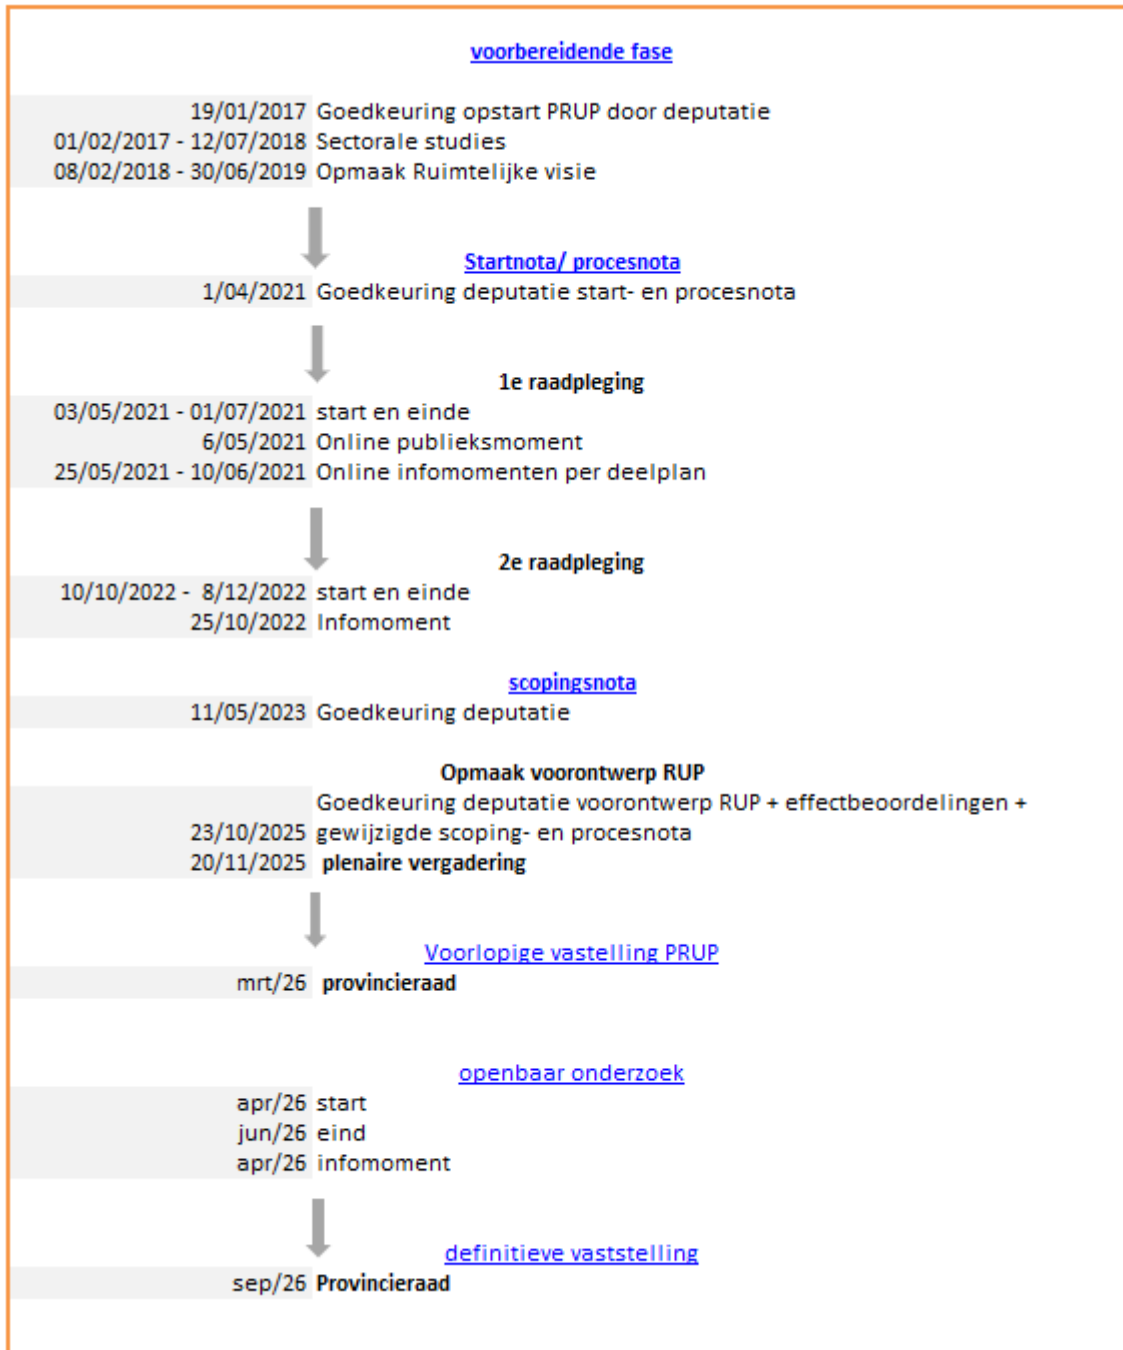 voorbereidende fase
19/01/2017 Goedkeuring opstart PRUP door deputatie
01/02/2017 - 12/07/2018 Sectorale studies
08/02/2018 - 30/06/2019 Opmaak Ruimtelijke visie
Startnota/ procesnota
1/04/2021 Goedkeuring deputatie start- en procesnota
1e raadpleging
03/05/2021 - 01/07/2021 start en einde
6/05/2021 Online publieksmoment
25/05/2021 - 10/06/2021 Online infomomenten per deelplan
2e raadpleging
10/10/2022 - 8/12/2022 start en einde
25/10/2022 Infomoment
scopingsnota
11/05/2023 Goedkeuring deputatie
Opmaak voorontwerp RUP
Goedkeuring deputatie voorontwerp RUP + effectbeoordelingen +
23/10/2025 gewijzigde scoping- en procesnota
20/11/2025 plenaire vergadering
Voorlopige vastelling PRUP
mrt/26 provincieraad
openbaar onderzoek
apr/26 start
jun/26 eind
apr/26 infomoment
definitieve vaststelling
sep/26 Provincieraad